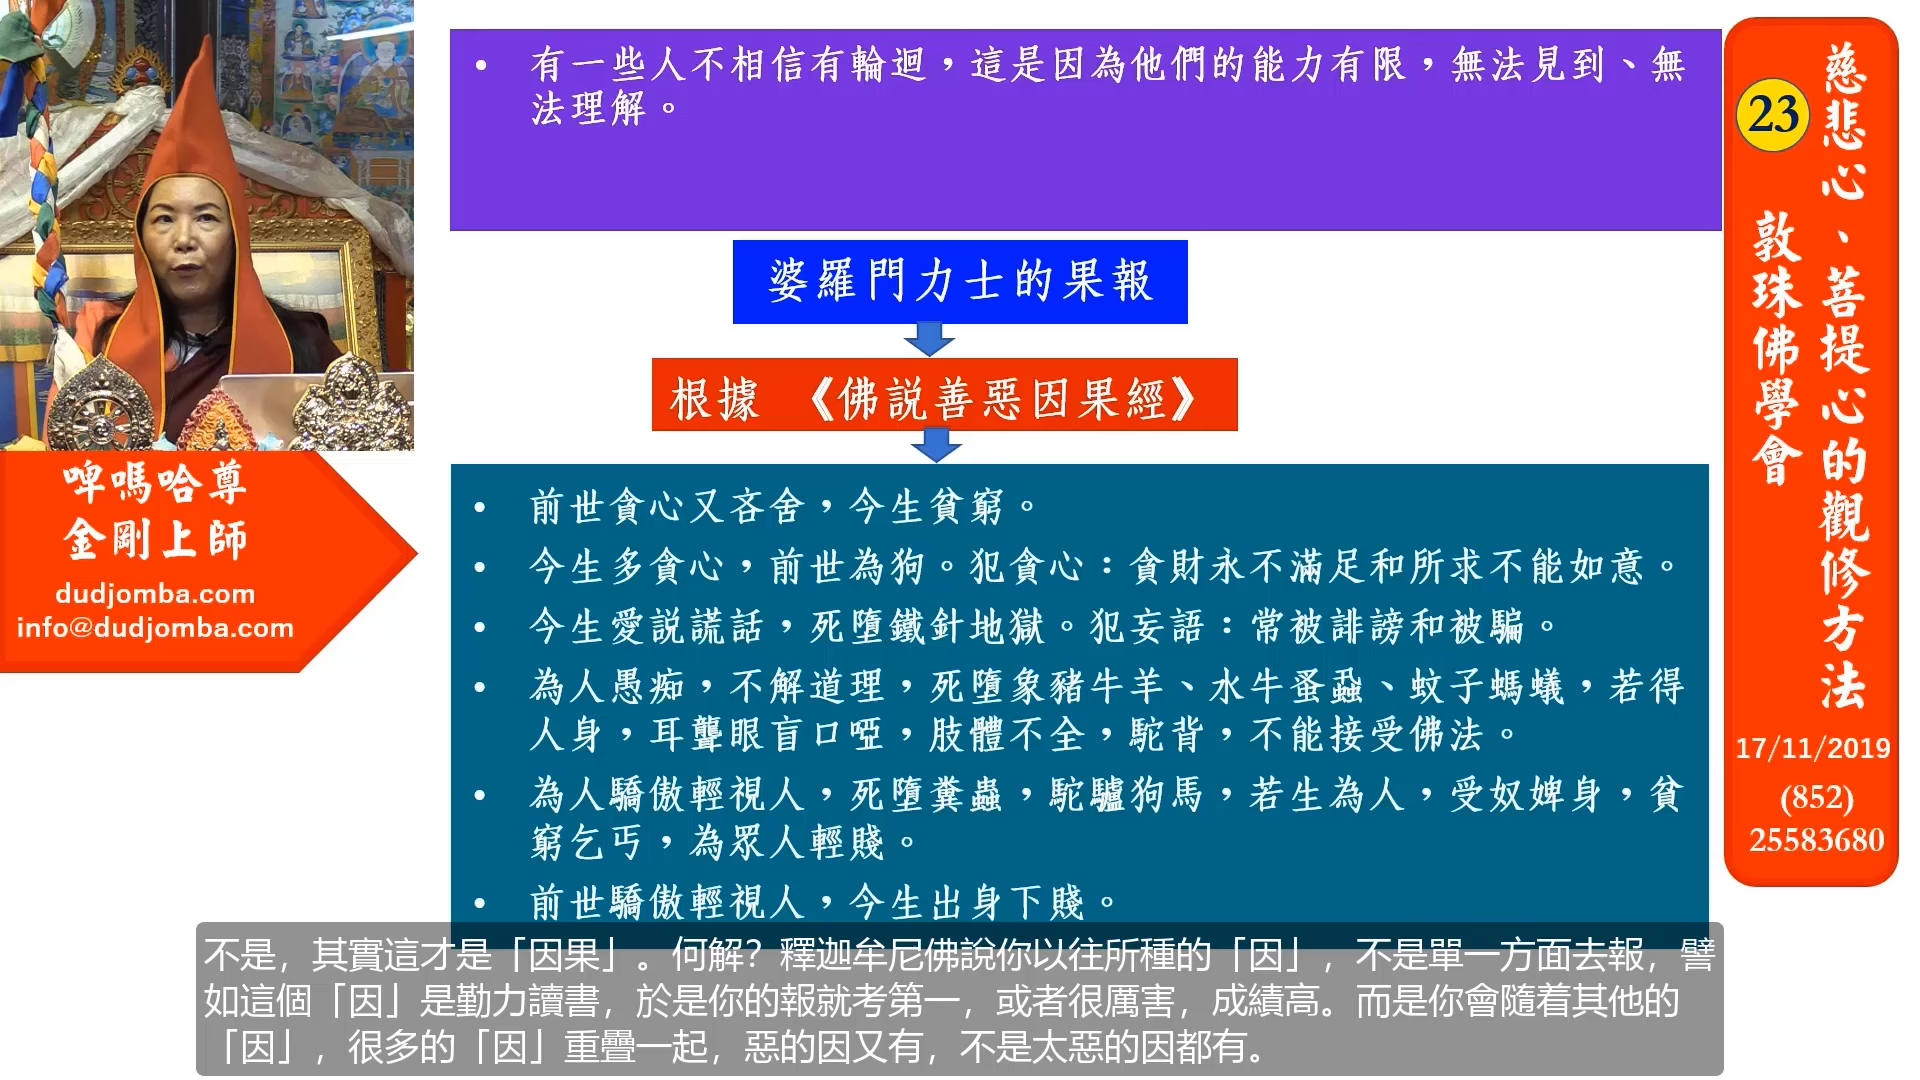 有一些人不相信有輪迴，這是因為他們的能力有限，無法見到、無
法理解。
婆羅門力士的果報
根據 《佛説善惡因果經》
前世貪心又吝舍，今生貧窮。
今生多貪心，前世為狗。犯貪心：貪財永不滿足和所求不能如意。
今生愛説謊話，死墮鐵針地獄。犯妄語：常被誹謗和被騙。
為人愚痴，不解道理，死墮象豬牛羊、水牛蚤蝨、蚊子螞蟻，若得
人身，耳聾眼盲口啞，肢體不全，駝背，不能接受佛法。
為人驕傲輕視人，死墮糞蟲，駝驢狗馬，若生為人，受奴婢身，貧
窮乞丐，為眾人輕賤。
前世驕傲輕視人，今生出身下賤。
啤嗎哈尊
金剛上師
dudjomba.com
info@dudjomba.com
慈悲心、菩提心的觀修方法
23
敦珠佛學會
17/11/2019
(852)
25583680
不是，其實這才是「因果」。何解？釋迦牟尼佛說你以往所種的「因」，不是單一方面去報，譬
如這個「因」是勤力讀書，於是你的報就考第一，或者很厲害，成績高。而是你會隨着其他的
「因」，很多的「因」重疊一起，惡的因又有，不是太惡的因都有。